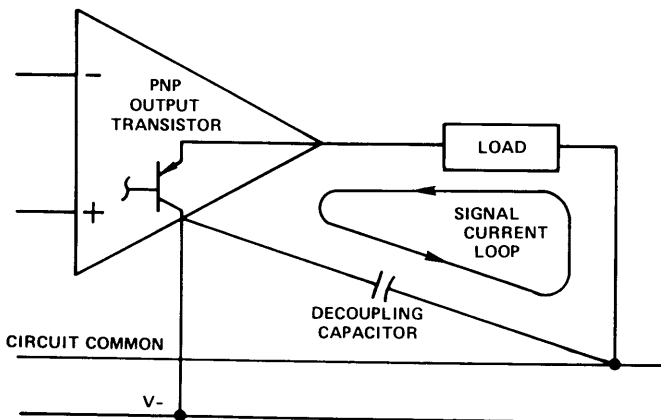 -
+
PNP
OUTPUT
TRANSISTOR
LOAD
SIGNAL
CURRENT
LOOP
DECOUPLING
CAPACITOR
CIRCUIT COMMON
V-